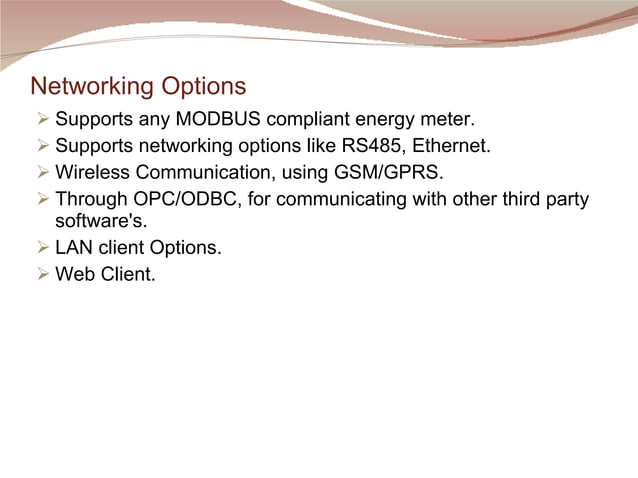 Networking Options
Supports any MODBUS compliant energy meter.
Supports networking options like RS485, Ethernet.
Wireless Communication, using GSM/GPRS.
Through OPC/ODBC, for communicating with other third party
software's.
LAN client Options.
Web Client.